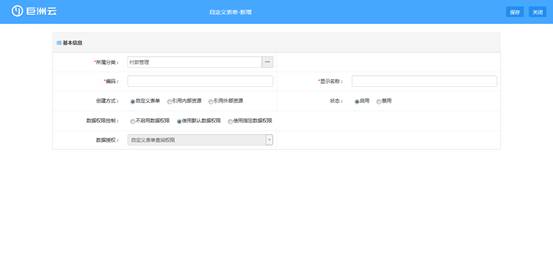 巨洲云 自定义表单-新增 保存 关闭
基本信息
*所属分类： 付款管理 ...
*编码： *显示名称：
创建方式： 自定义表单 引用内部资源 引用外部资源 状态： 启用 禁用
数据权限控制： 不启用数据权限 使用默认数据权限 使用指定数据权限
数据授权： 自定义表单查询权限